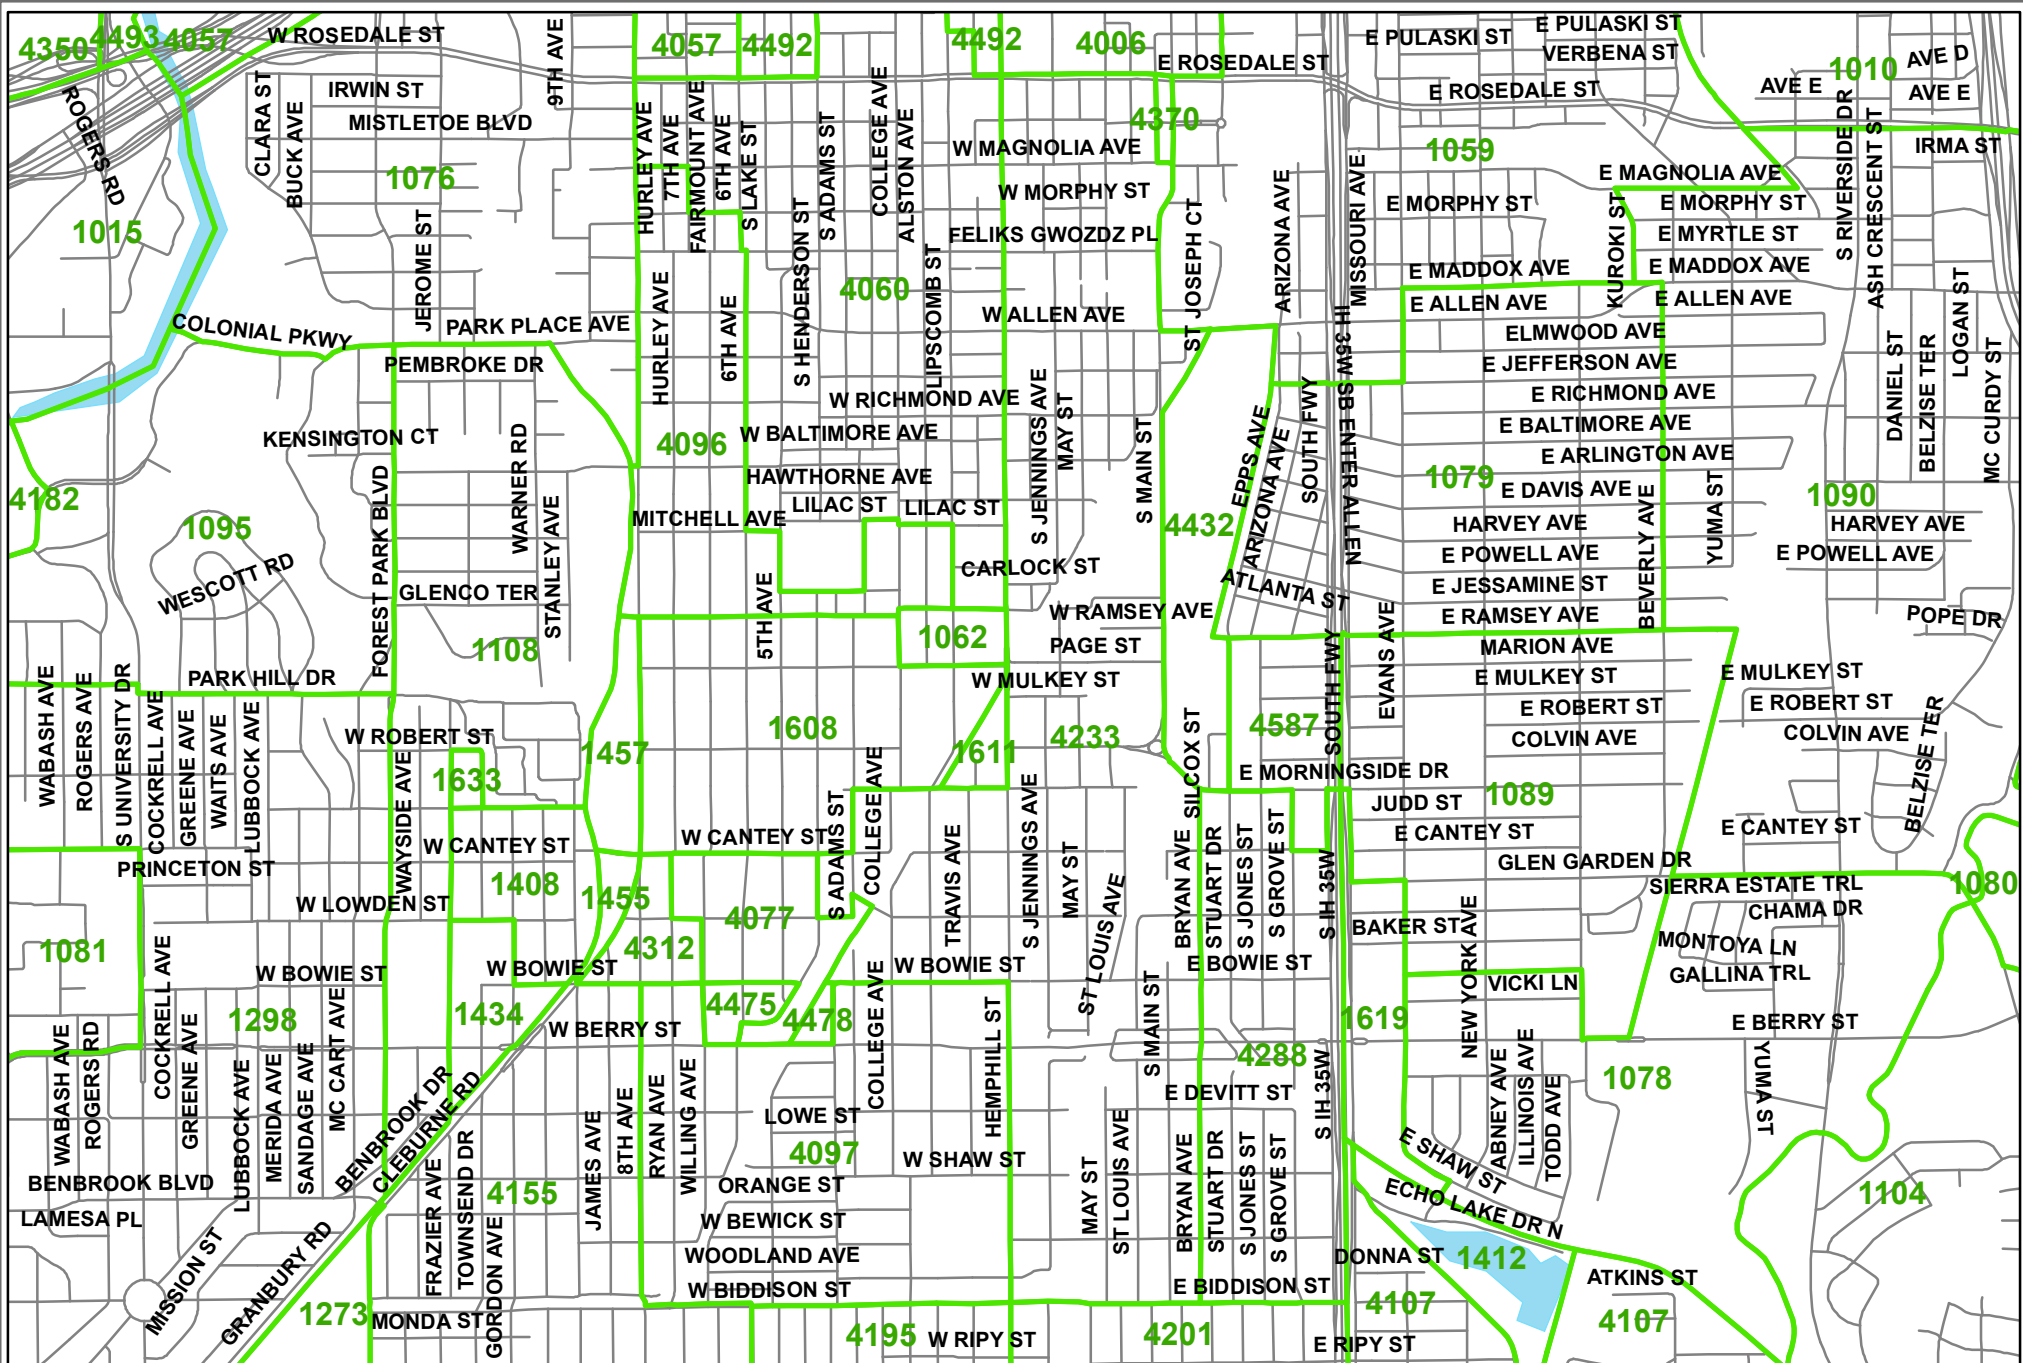 4350
4493
4057
W ROSEDALE ST
9TH AVE
4057
4492
4492
4006
E ROSEDALE ST
E PULASKI ST
E PULASKI ST
VERBENA ST
1010
AVE D
AVE E
AVE E
E ROSEDALE ST
ROGERS RD
CLARA ST
BUCK AVE
IRWIN ST
MISTLETOE BLVD
1076
1015
JEROME ST
HURLEY AVE
7TH AVE
FAIRMOUNT AVE
6TH AVE
S LAKE ST
S HENDERSON ST
S ADAMS ST
COLLEGE AVE
ALSTON AVE
LIPSCOMB ST
4370
W MAGNOLIA AVE
W MORPHY ST
FELIKS GWOZDZ PL
ST JOSEPH CT
ARIZONA AVE
MISSOURI AVE
1059
E MAGNOLIA AVE
E MORPHY ST
E MORPHY ST
KUROKI ST
E MYRTLE ST
E MADDOX AVE
E MADDOX AVE
S RIVERSIDE DR
ASH CRESCENT ST
IRMA ST
4060
W ALLEN AVE
E ALLEN AVE
E ALLEN AVE
ELMWOOD AVE
E JEFFERSON AVE
E RICHMOND AVE
E BALTIMORE AVE
E ARLINGTON AVE
E DAVIS AVE
HARVEY AVE
E POWELL AVE
E JESSAMINE ST
E RAMSEY AVE
MARION AVE
E MULKEY ST
E ROBERT ST
COLVIN AVE
COLONIAL PKWY
PARK PLACE AVE
PEMBROKE DR
HURLEY AVE
6TH AVE
W RICHMOND AVE
W BALTIMORE AVE
4096
HAWTHORNE AVE
LILAC ST
LILAC ST
MITCHELL AVE
KENSINGTON CT
FOREST PARK BLVD
WARNER RD
STANLEY AVE
4182
1095
WESCOTT RD
GLENCO TER
1108
PARK HILL DR
5TH AVE
CARLOCK ST
S JENNINGS AVE
MAY ST
S MAIN ST
4432
EPPS AVE
ARIZONA AVE
SOUTH FWY
IH 35W SB ENTER ALLEN
ATLANTA ST
1079
BEVERLY AVE
YUMA ST
1090
DANIEL ST
BELZISE TER
LOGAN ST
MC CURDY ST
HARVEY AVE
E POWELL AVE
POPE DR
W RAMSEY AVE
PAGE ST
1062
W MULKEY ST
EVANS AVE
E MULKEY ST
E ROBERT ST
COLVIN AVE
BELZISE TER
WABASH AVE
ROGERS AVE
S UNIVERSITY DR
COCKRELL AVE
GREENE AVE
WAITS AVE
LUBBOCK AVE
W ROBERT ST
WAYSIDE AVE
1633
1457
1608
1611
4233
SILCOX ST
4587
SOUTH FWY
E MORNINGSIDE DR
JUDD ST
1089
E CANTEY ST
E CANTEY ST
GLEN GARDEN DR
SIERRA ESTATE TRL
CHAMA DR
MONTOYA LN
GALLINA TRL
1080
PRINCETON ST
W CANTEY ST
W CANTEY ST
1408
1455
W LOWDEN ST
S ADAMS ST
COLLEGE AVE
TRAVIS AVE
S JENNINGS AVE
MAY ST
ST LOUIS AVE
BRYAN AVE
STUART DR
S JONES ST
S GROVE ST
S IH 35W
BAKER ST
NEW YORK AVE
VICKI LN
1081
COCKRELL AVE
W BOWIE ST
W BOWIE ST
4312
4077
W BOWIE ST
E BOWIE ST
1298
1434
W BERRY ST
4475
4478
COLLEGE AVE
HEMPHILL ST
S MAIN ST
4288
1619
E BERRY ST
WABASH AVE
ROGERS RD
GREENE AVE
LUBBOCK AVE
MERIDA AVE
SANDAGE AVE
MC CART AVE
BENBROOK DR
CLEBURNE RD
FRAZIER AVE
TOWNSEND DR
GORDON AVE
JAMES AVE
8TH AVE
RYAN AVE
WILLING AVE
LOWE ST
4097
W SHAW ST
ORANGE ST
W BEWICK ST
WOODLAND AVE
W BIDDISON ST
E DEVITT ST
MAY ST
ST LOUIS AVE
BRYAN AVE
STUART DR
S JONES ST
S GROVE ST
S IH 35W
ABNEY AVE
ILLINOIS AVE
TODD AVE
1078
YUMA ST
E SHAW ST
ECHO LAKE DR N
1104
BENBROOK BLVD
LAMESA PL
4155
MISSION ST
GRANBURY RD
1273
MONDA ST
E BIDDISON ST
DONNA ST
1412
ATKINS ST
4107
4107
4195
W RIPY ST
4201
E RIPY ST